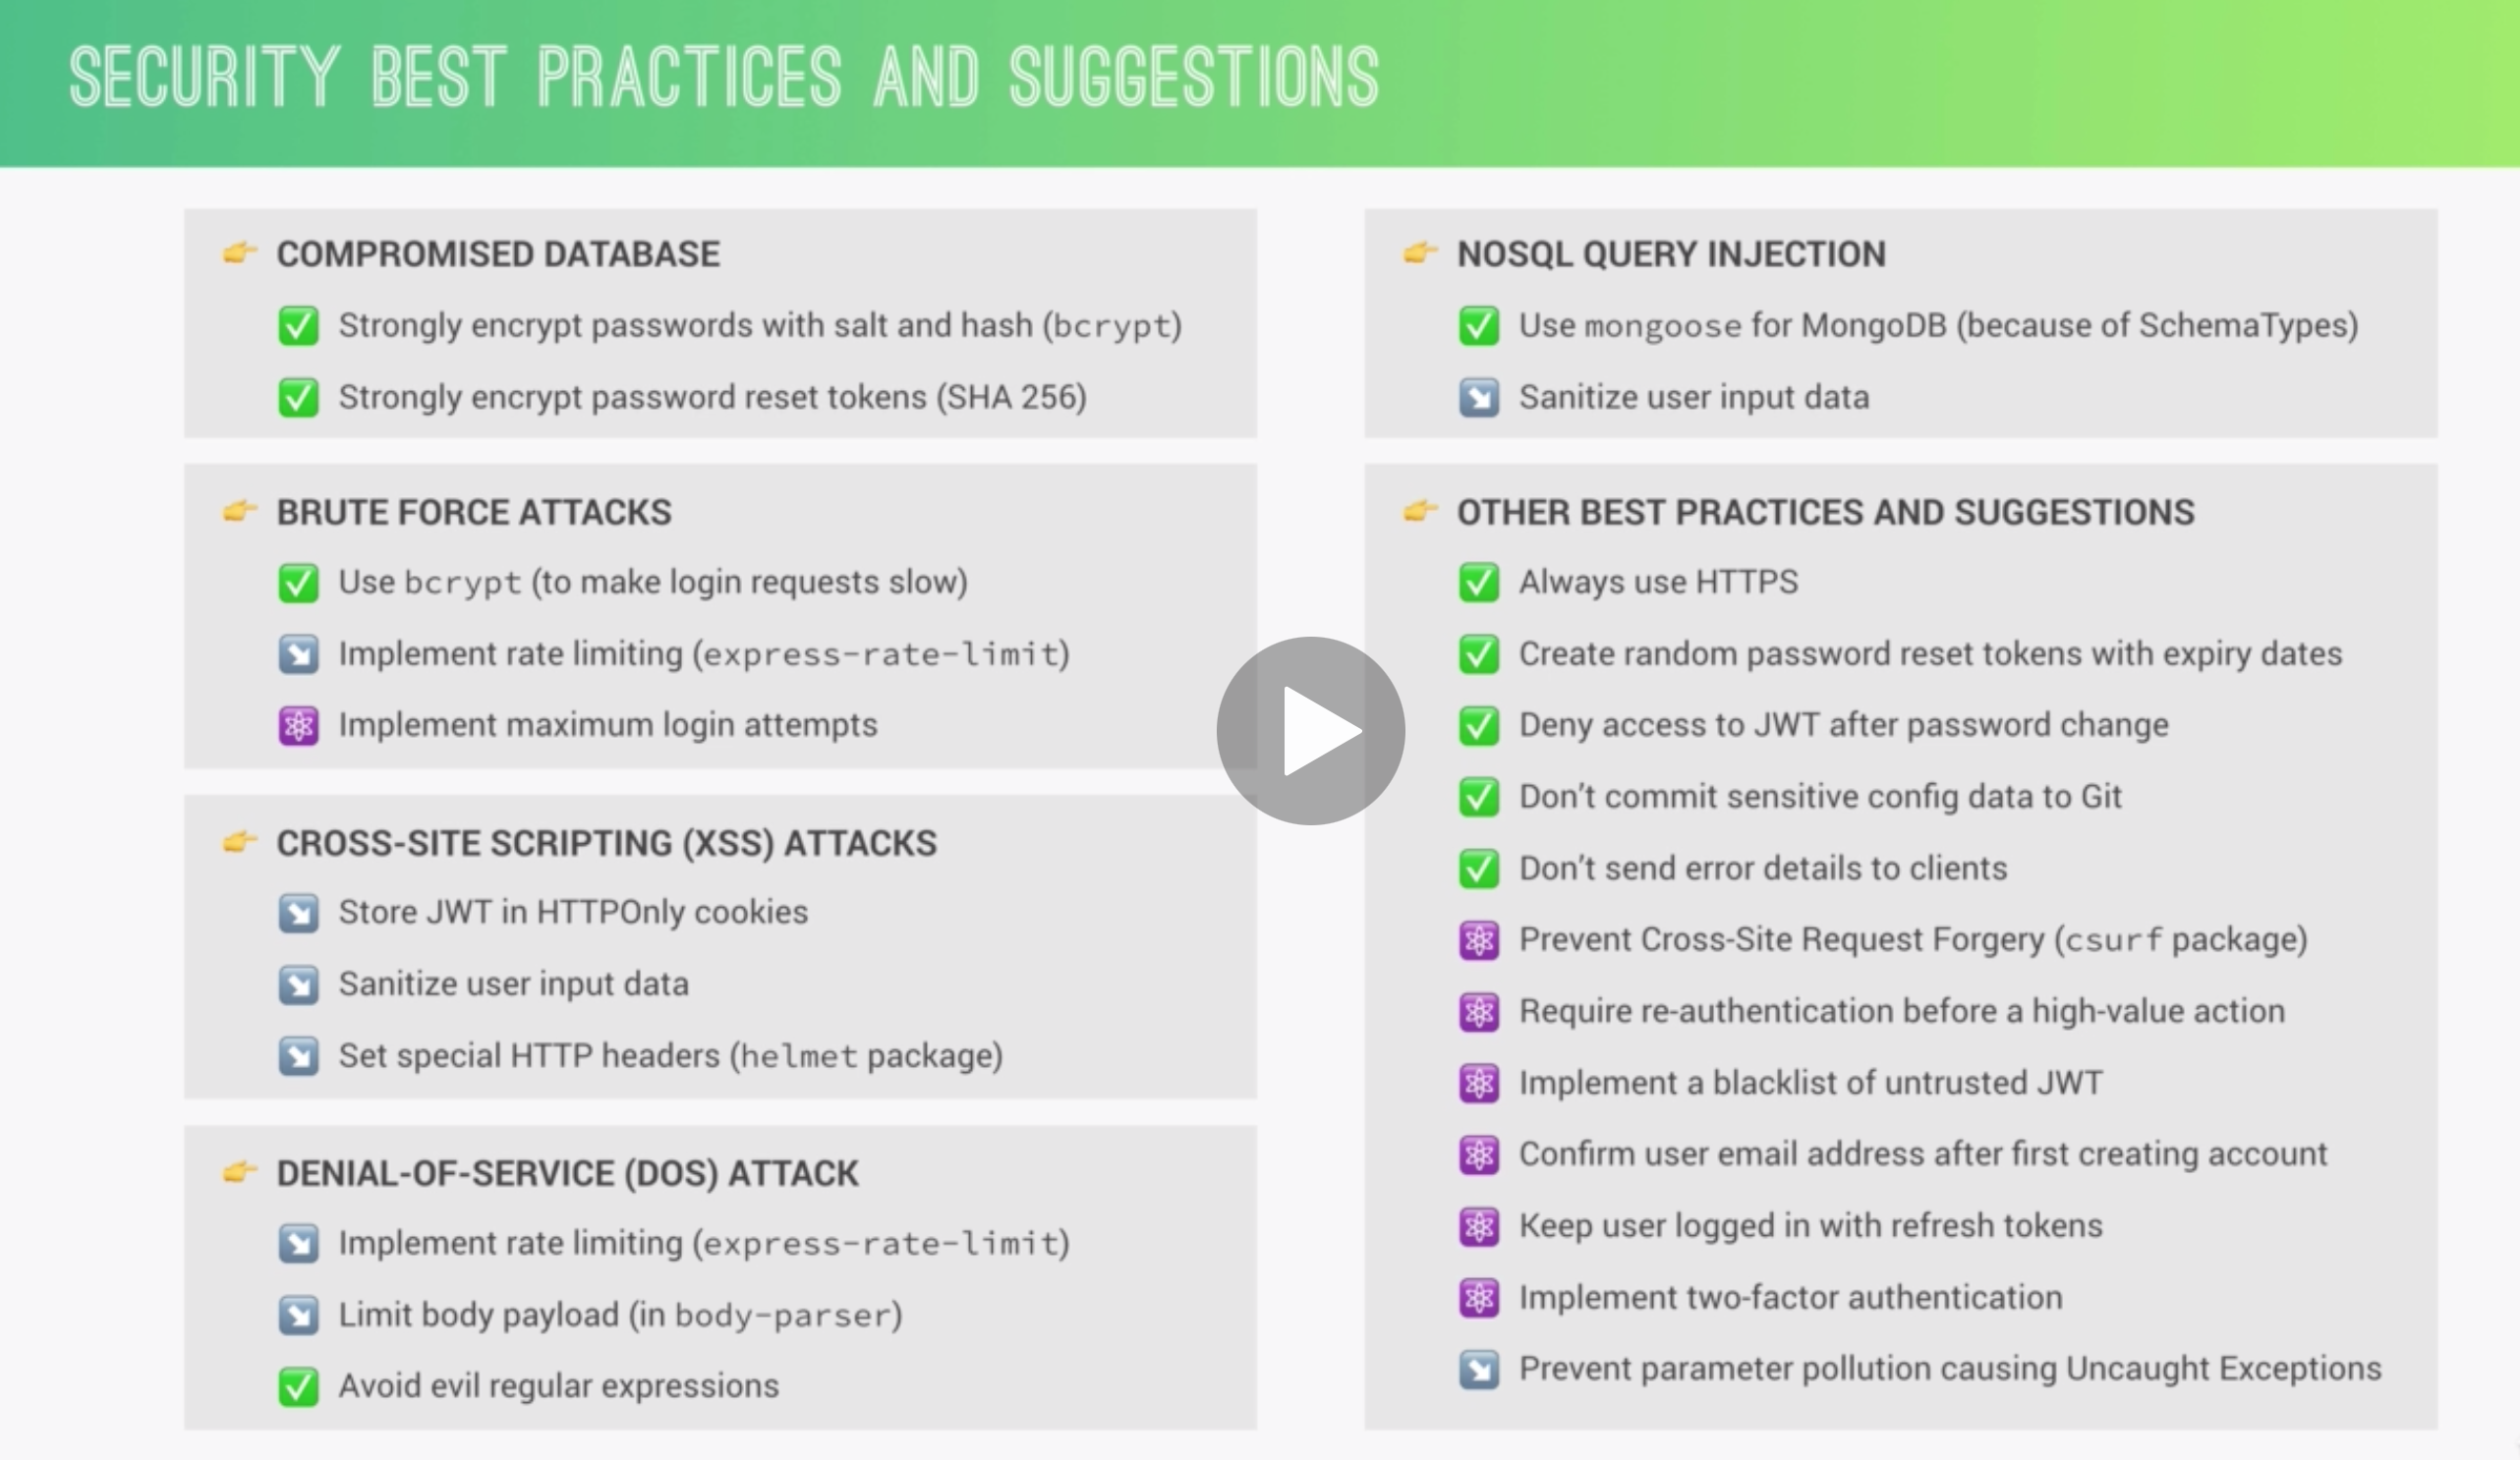 SECURITY BEST PRACTICES AND SUGGESTIONS
COMPROMISED DATABASE
Strongly encrypt passwords with salt and hash (bcrypt)
Strongly encrypt password reset tokens (SHA 256)
BRUTE FORCE ATTACKS
Use bcrypt (to make login requests slow)
Implement rate limiting (express-rate-limit)
Implement maximum login attempts
CROSS-SITE SCRIPTING (XSS) ATTACKS
Store JWT in HTTPOnly cookies
Sanitize user input data
Set special HTTP headers (helmet package)
DENIAL-OF-SERVICE (DOS) ATTACK
Implement rate limiting (express-rate-limit)
Limit body payload (in body-parser)
Avoid evil regular expressions
NOSQL QUERY INJECTION
Use mongoose for MongoDB (because of SchemaTypes)
Sanitize user input data
OTHER BEST PRACTICES AND SUGGESTIONS
Always use HTTPS
Create random password reset tokens with expiry dates
Deny access to JWT after password change
Don’t commit sensitive config data to Git
Don’t send error details to clients
Prevent Cross-Site Request Forgery (csurf package)
Require re-authentication before a high-value action
Implement a blacklist of untrusted JWT
Confirm user email address after first creating account
Keep user logged in with refresh tokens
Implement two-factor authentication
Prevent parameter pollution causing Uncaught Exceptions